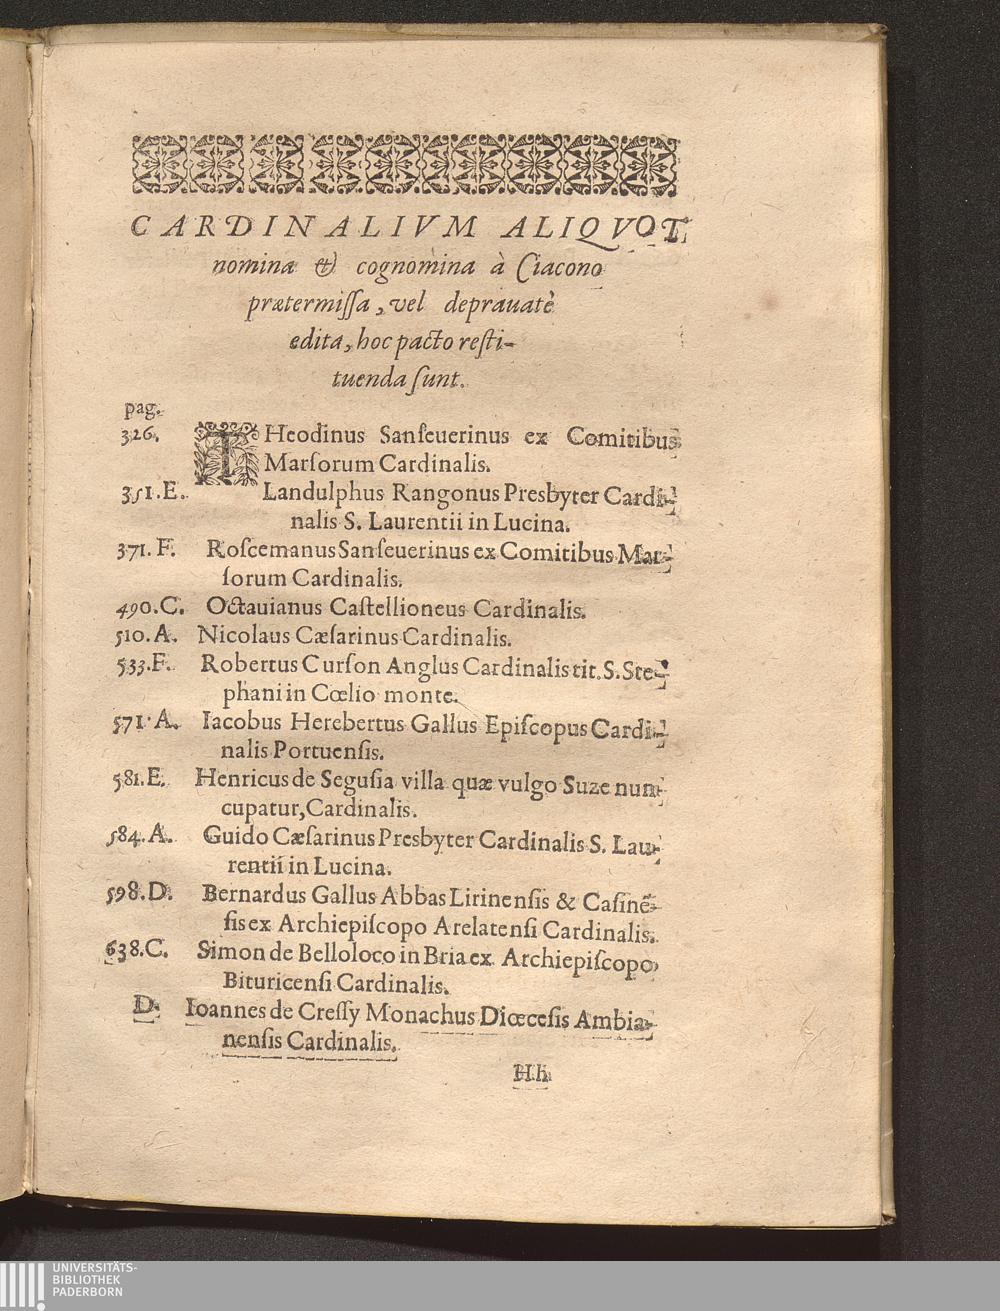 CARDINALIVM ALIQVOT
nomina & cognomina à Ciacono
prætermiſſa, vel deprauatè
edita, hoc pacto reſti-
tuenda ſunt.
pag.
326. THeodinus Sanſeuerinus ex Comitibus
Marſorum Cardinalis.
351.E. Landulphus Rangonus Presbyter Cardi-
nalis S. Laurentii in Lucina.
371. F. Roſcemanus Sanſeuerinus ex Comitibus Mar-
ſorum Cardinalis.
490.C. Octauianus Caſtellioneus Cardinalis.
510. A. Nicolaus Cæſarinus Cardinalis.
533.F. Robertus Curſon Anglus Cardinalis tit. S. Ste-
phani in Cœlio monte.
571. A. Iacobus Herebertus Gallus Epiſcopus Cardi-
nalis Portuenſis.
581.E. Henricus de Seguſia villa quæ vulgo Suze nun-
cupatur, Cardinalis.
584. A. Guido Cæſarinus Presbyter Cardinalis S. Lau-
rentii in Lucina.
598.D. Bernardus Gallus Abbas Lirinenſis & Caſinē-
ſis ex Archiepiſcopo Arelatenſi Cardinalis.
638.C. Simon de Belloloco in Bria ex Archiepiſcopo
Bituricenſi Cardinalis.
D. Ioannes de Creſſy Monachus Diœceſis Ambia-
nenſis Cardinalis.
Hh
UNIVERSITÄTS-
BIBLIOTHEK
PADERBORN